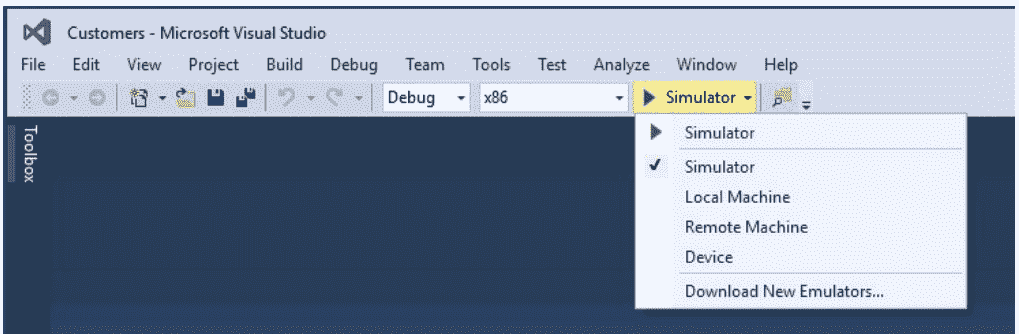 Customers - Microsoft Visual Studio
File Edit View Project Build Debug Team Tools Test Analyze Window Help
Debug x86 Simulator
Toolbox
Simulator
Simulator
Local Machine
Remote Machine
Device
Download New Emulators...